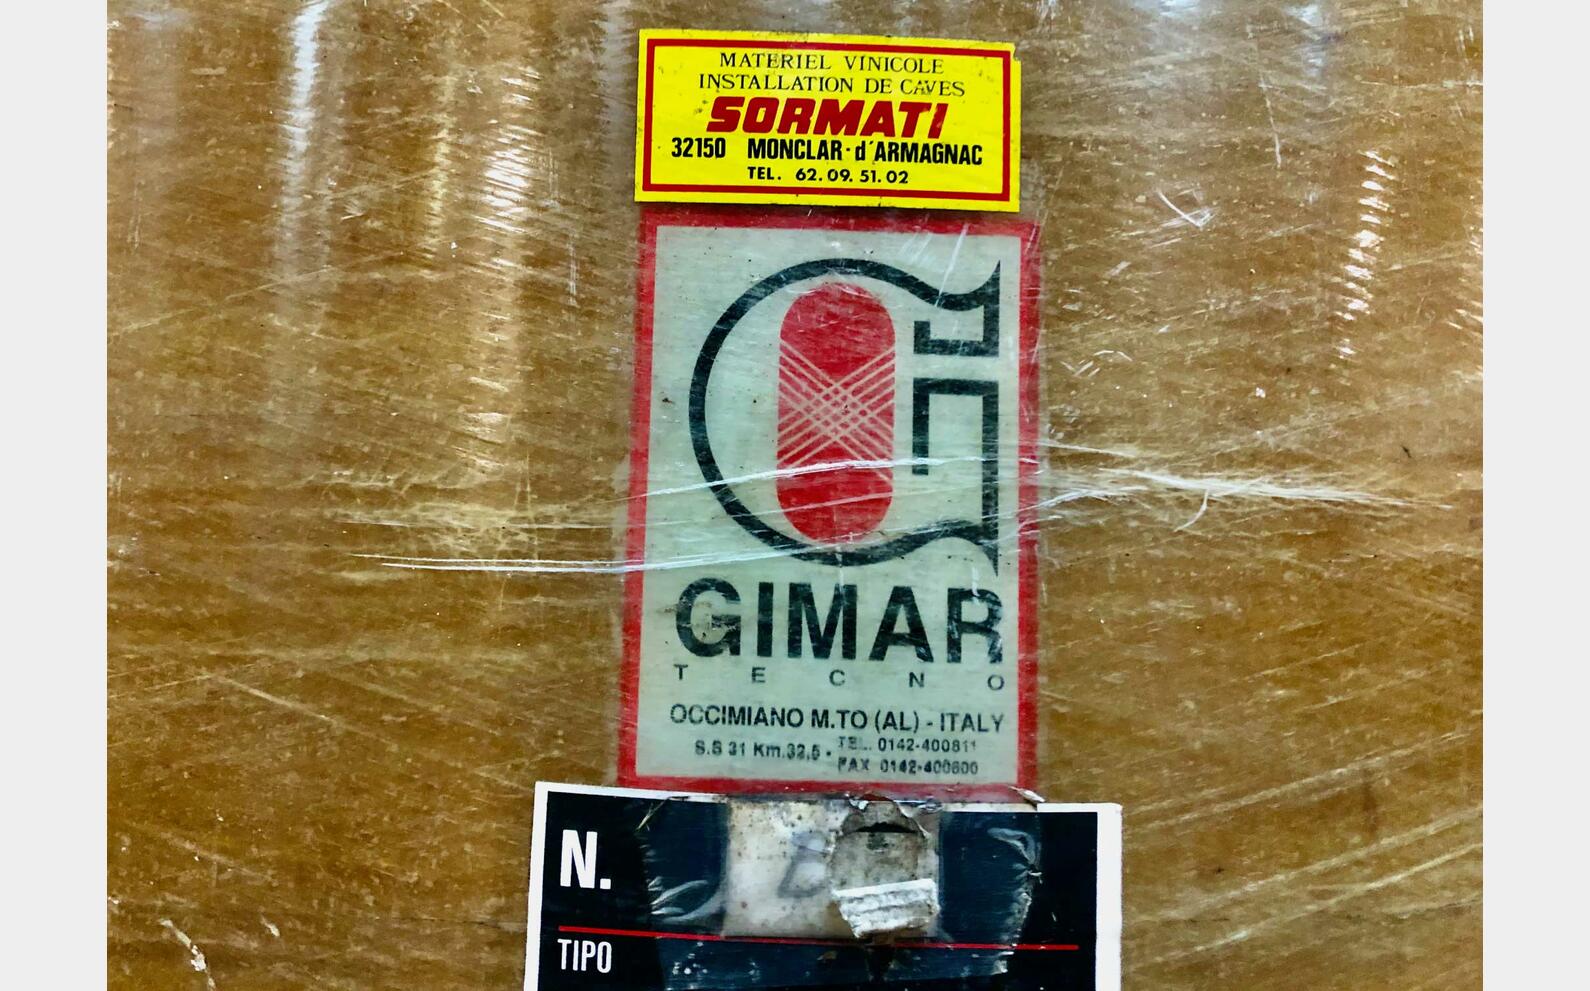 MATERIEL VINICOLE
INSTALLATION DE CAVES
SORMATI
32150 MONCLAR-d'ARMAGNAC
TEL. 62.09.51.02
GIMAR
TECNO
OCCIMIANO M.TO (AL) - ITALY
S.S 31 Km.32,5 - TEL. 0142-400811
FAX 0142-400600
N.
TIPO